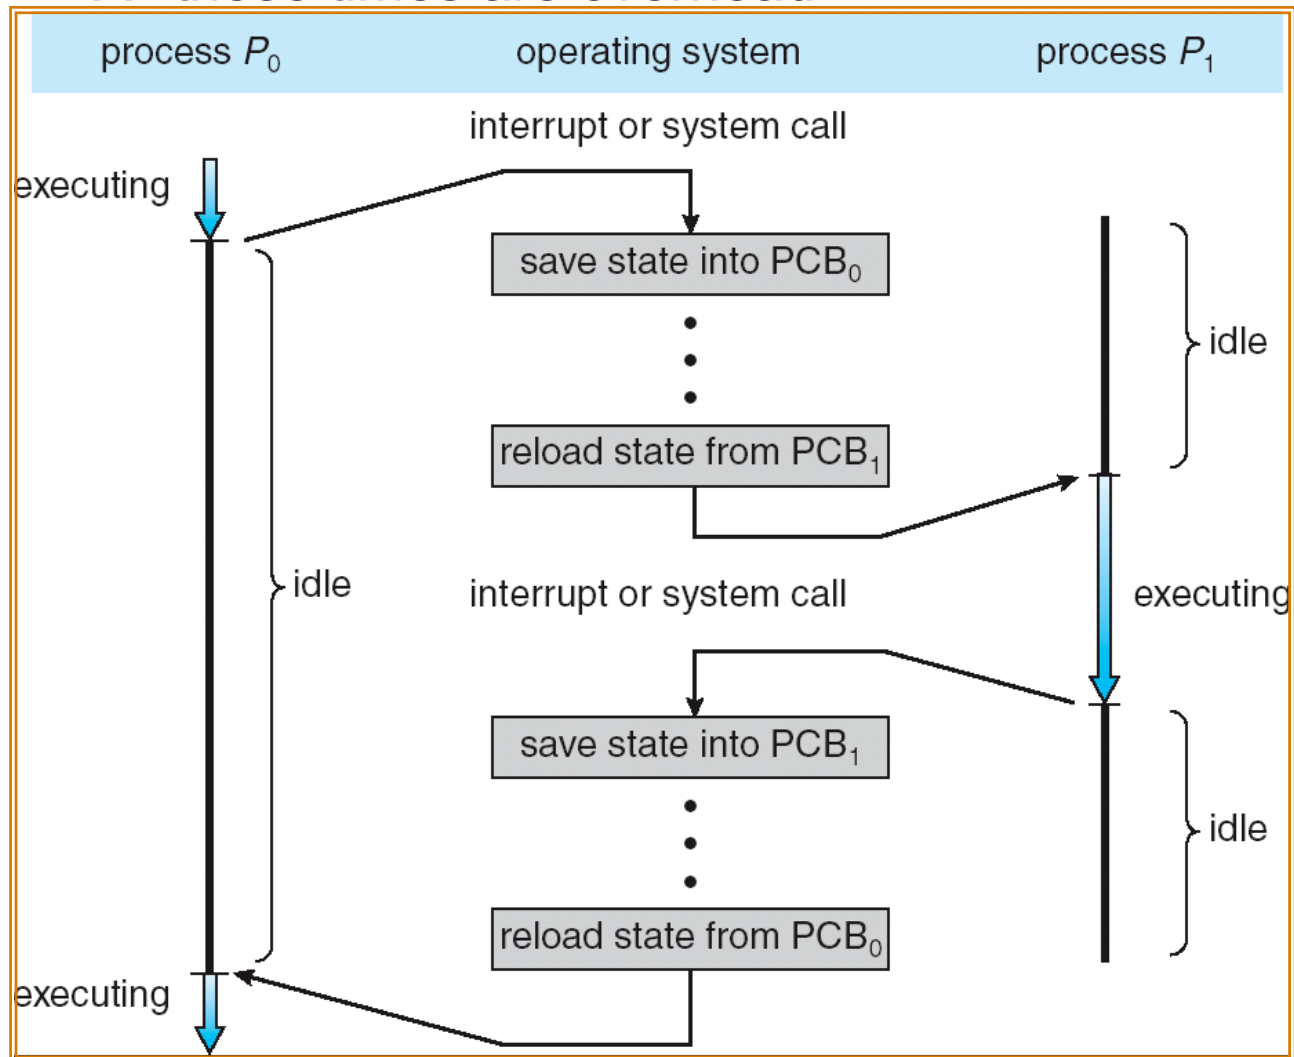 process P₀ operating system process P₁
interrupt or system call
executing
save state into PCB₀
idle
reload state from PCB₁
idle
interrupt or system call
executing
save state into PCB₁
idle
reload state from PCB₀
executing